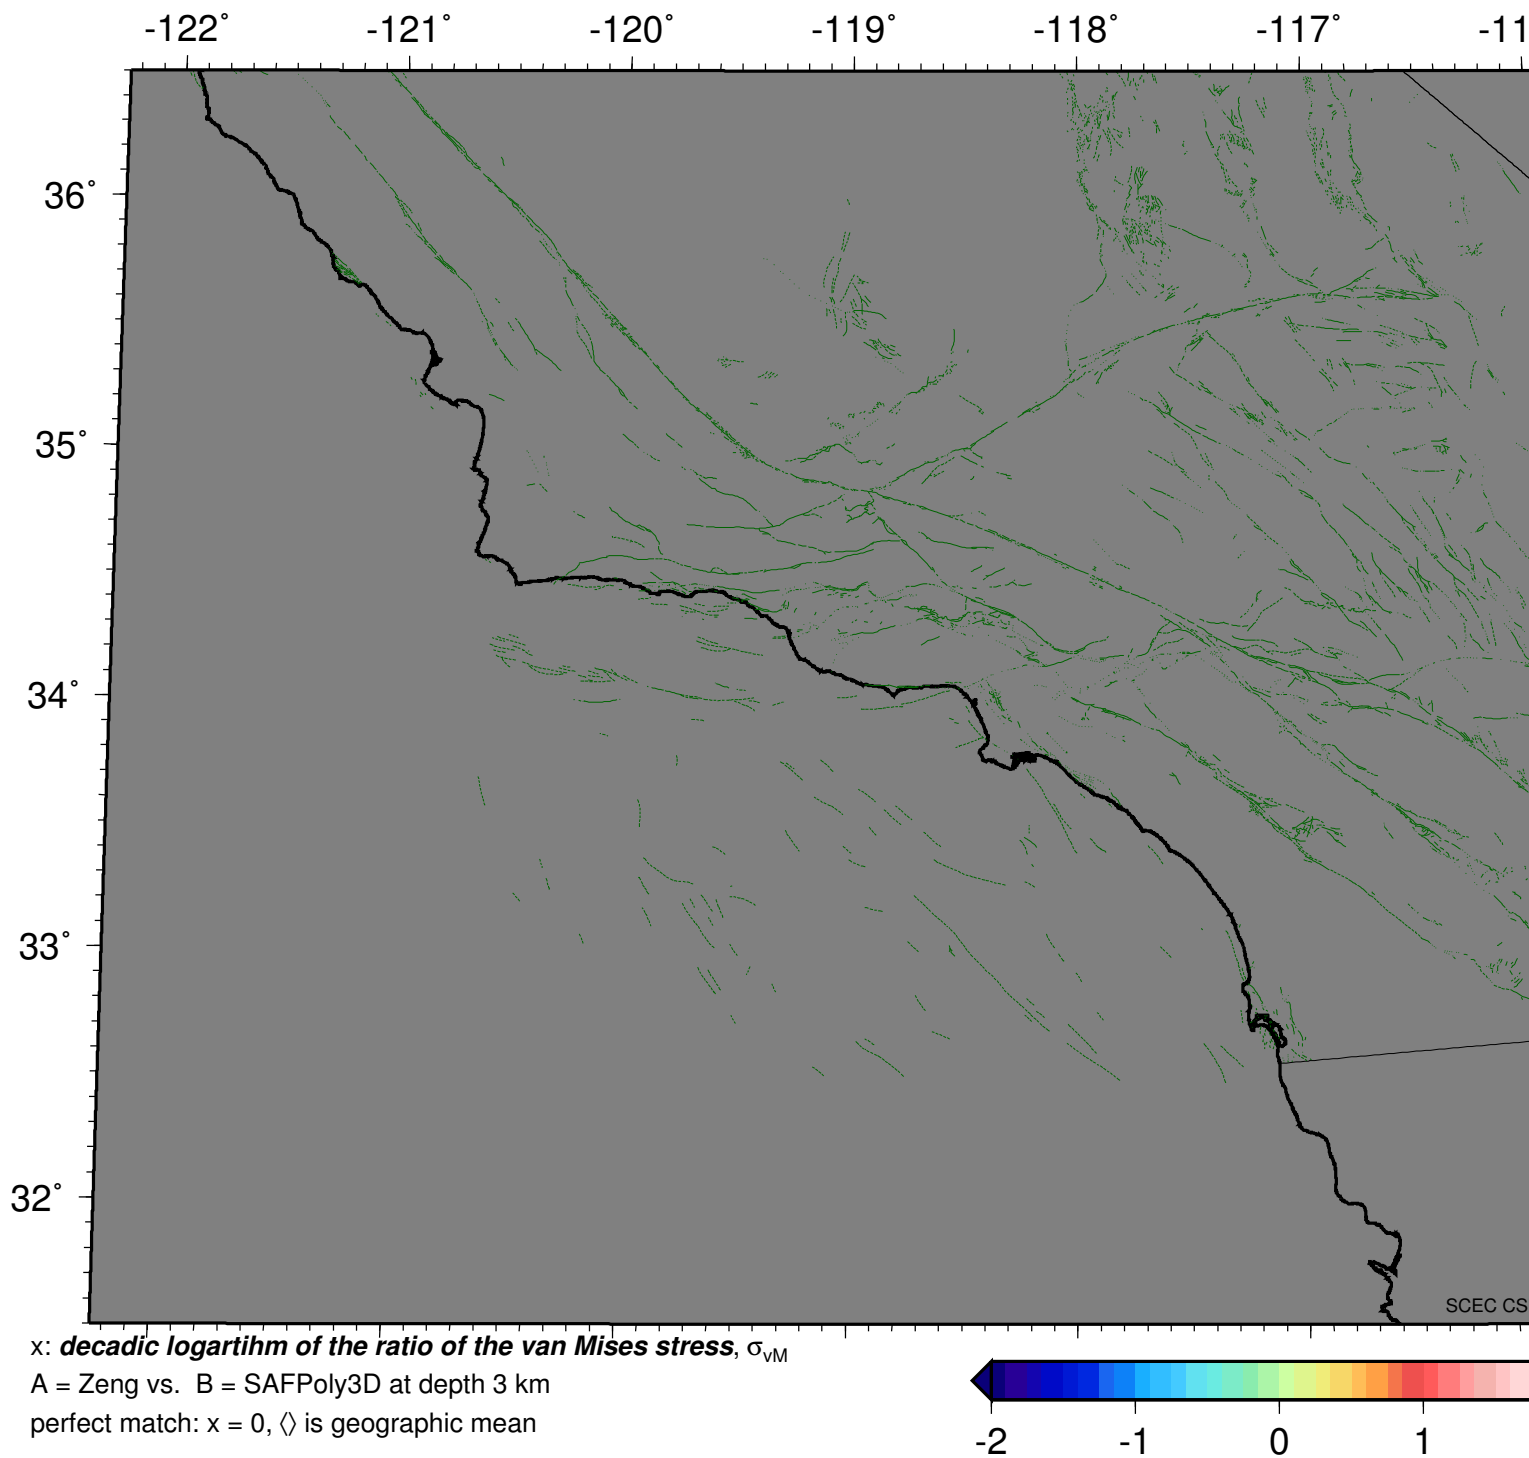 -122° -121° -120° -119° -118° -117° -11
36°
35°
34°
33°
32°
SCEC CS
x: decadic logartihm of the ratio of the van Mises stress, σvM
A = Zeng vs. B = SAFPoly3D at depth 3 km
perfect match: x = 0, ⟨⟩ is geographic mean
-2 -1 0 1